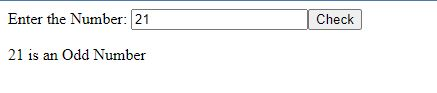 Enter the Number: 21 Check
21 is an Odd Number